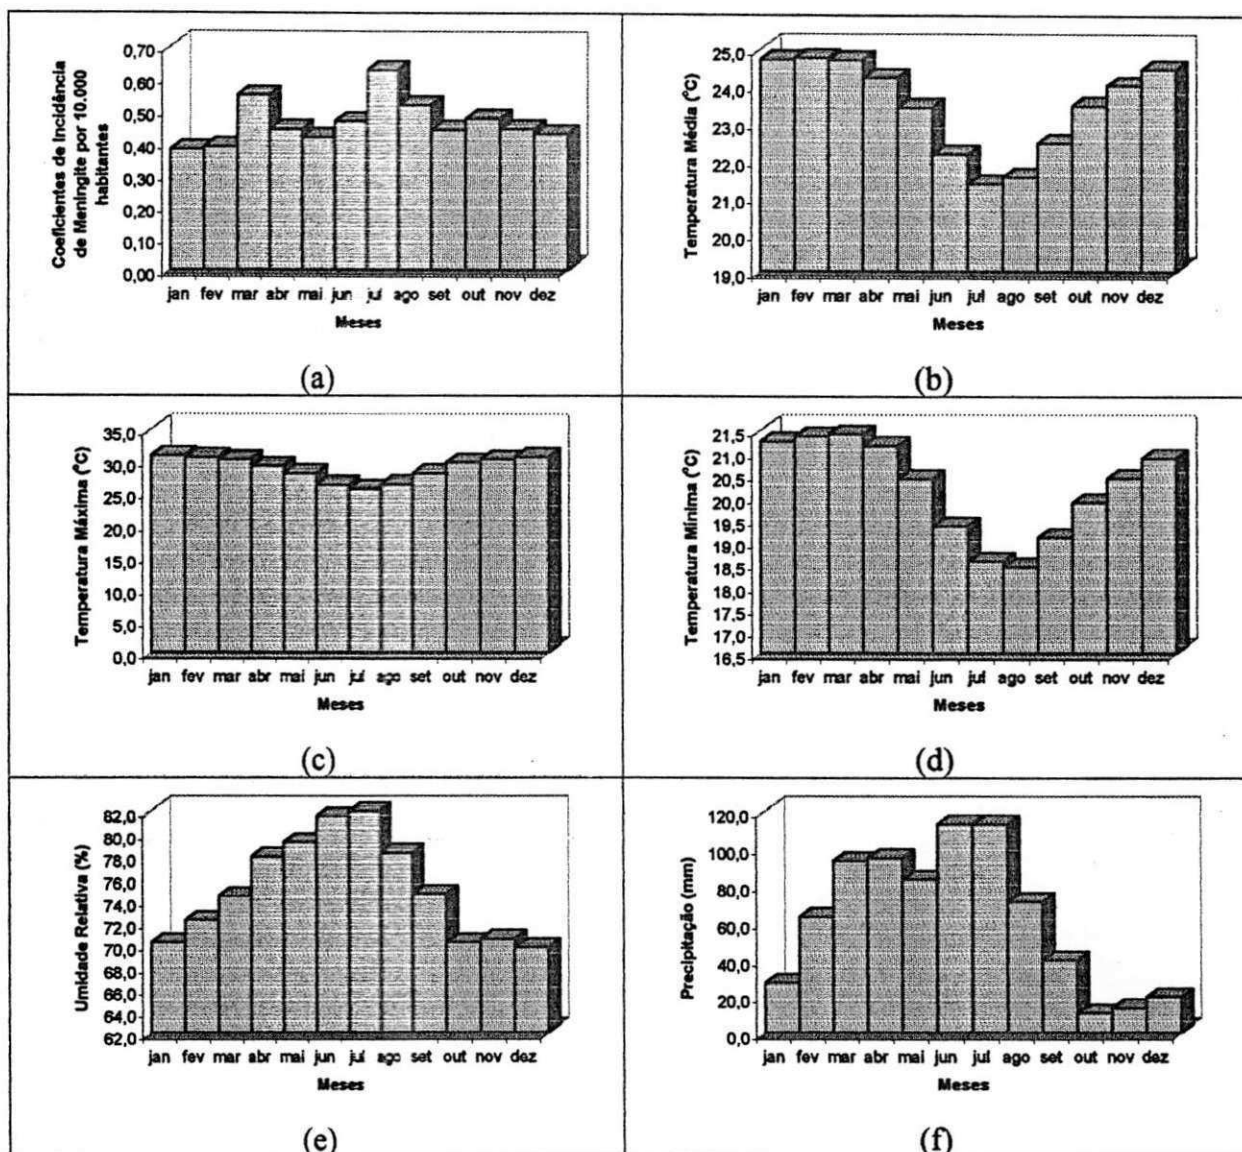 Coeficientes de Incidência
de Meningite por 10.000
habitantes
0,70
0,60
0,50
0,40
0,30
0,20
0,10
0,00
jan fev mar abr mai jun jul ago set out nov dez
Meses
(a)
Temperatura Média (°C)
25,0
24,0
23,0
22,0
21,0
20,0
19,0
jan fev mar abr mai jun jul ago set out nov dez
Meses
(b)
Temperatura Máxima (°C)
35,0
30,0
25,0
20,0
15,0
10,0
5,0
0,0
jan fev mar abr mai jun jul ago set out nov dez
Meses
(c)
Temperatura Mínima (°C)
21,5
21,0
20,5
20,0
19,5
19,0
18,5
18,0
17,5
17,0
16,5
jan fev mar abr mai jun jul ago set out nov dez
Meses
(d)
Umidade Relativa (%)
82,0
80,0
78,0
76,0
74,0
72,0
70,0
68,0
66,0
64,0
62,0
jan fev mar abr mai jun jul ago set out nov dez
Meses
(e)
Precipitação (mm)
120,0
100,0
80,0
60,0
40,0
20,0
0,0
jan fev mar abr mai jun jul ago set out nov dez
Meses
(f)